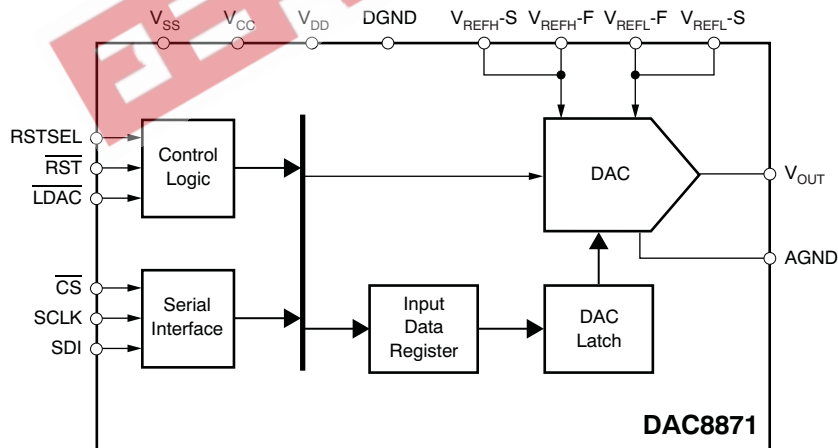 VSS VCC VDD DGND VREFH-S VREFH-F VREFL-F VREFL-S
RSTSEL
RST
LDAC
Control
Logic
DAC
VOUT
AGND
CS
SCLK
SDI
Serial
Interface
Input
Data
Register
DAC
Latch
DAC8871